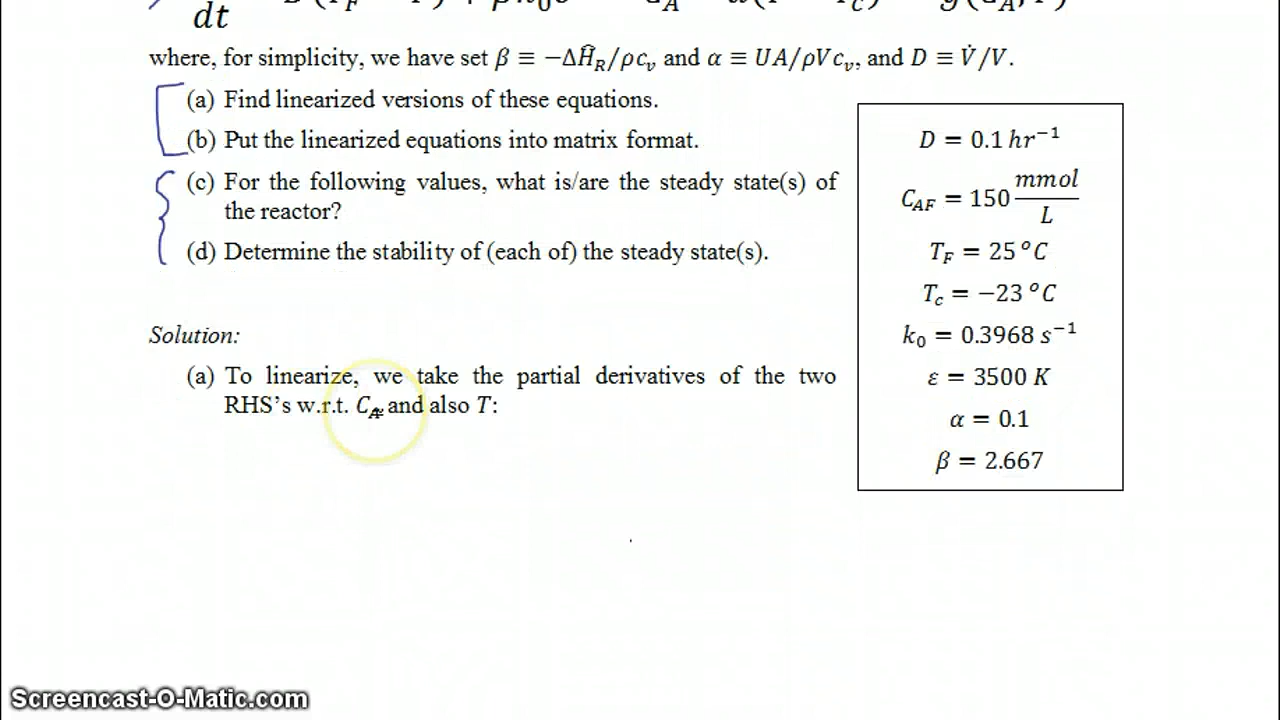 dt
where, for simplicity, we have set β ≡ −ΔĤ_R/ρc_v and α ≡ UA/ρVc_v, and D ≡ V̇/V.
(a) Find linearized versions of these equations.
(b) Put the linearized equations into matrix format.
(c) For the following values, what is/are the steady state(s) of
the reactor?
(d) Determine the stability of (each of) the steady state(s).
D = 0.1 hr⁻¹
C_AF = 150 mmol/L
T_F = 25 °C
T_c = −23 °C
k₀ = 0.3968 s⁻¹
ε = 3500 K
α = 0.1
β = 2.667
Solution:
(a) To linearize, we take the partial derivatives of the two
RHS's w.r.t. C_A and also T:
Screencast-O-Matic.com